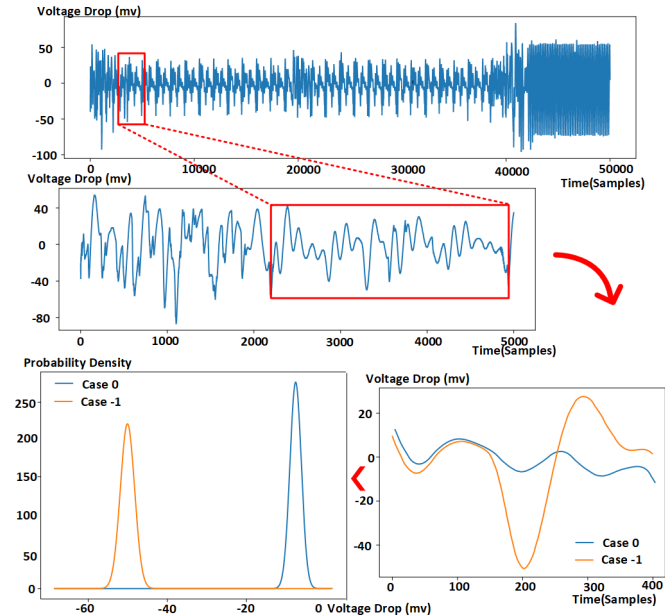 Voltage Drop (mv)
50
0
-50
-100
0 10000 20000 30000 40000 50000
Time(Samples)
Voltage Drop (mv)
40
0
-40
-80
0 1000 2000 3000 4000 5000
Time(Samples)
Probability Density
Case 0
Case -1
250
200
150
100
50
0
-60 -40 -20 0
Voltage Drop (mv)
Voltage Drop (mv)
20
0
-20
-40
Case 0
Case -1
0 100 200 300 400
Time(Samples)